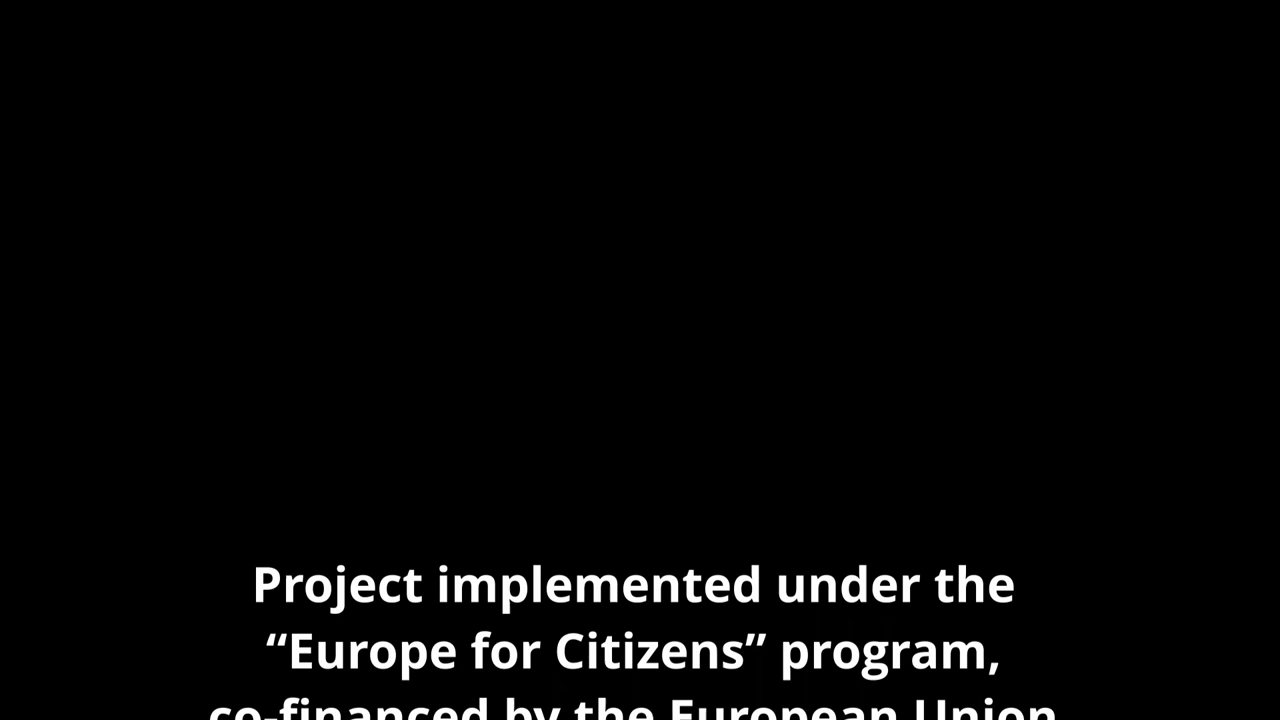 Project implemented under the
“Europe for Citizens” program,
co-financed by the European Union